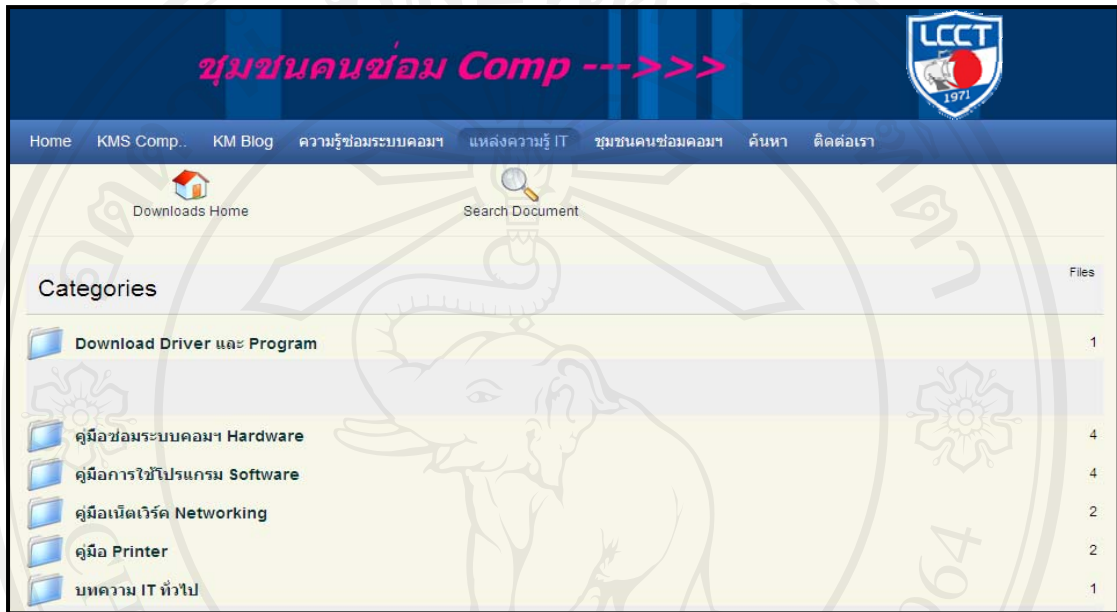 ชุมชนคนซ่อม Comp --->>>
LCCT
1971
Home KMS Comp.. KM Blog ความรู้ซ่อมระบบคอมฯ แหล่งความรู้ IT ชุมชนคนซ่อมคอมฯ ค้นหา ติดต่อเรา
Downloads Home Search Document
Categories Files
Download Driver และ Program 1
คู่มือซ่อมระบบคอมฯ Hardware 4
คู่มือการใช้โปรแกรม Software 4
คู่มือเน็ตเวิร์ค Networking 2
คู่มือ Printer 2
บทความ IT ทั่วไป 1